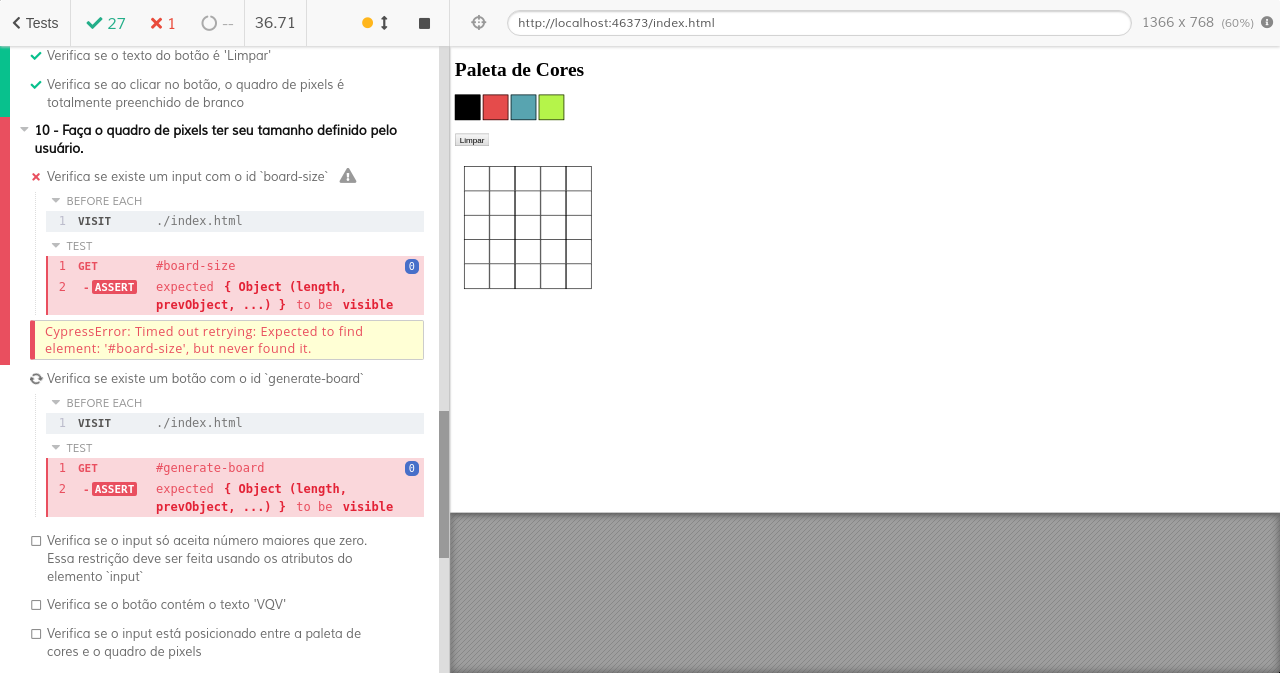 Tests
27
1
--
36.71
http://localhost:46373/index.html
1366 x 768 (60%)
Verifica se o texto do botão é 'Limpar'
Verifica se ao clicar no botão, o quadro de pixels é
totalmente preenchido de branco
10 - Faça o quadro de pixels ter seu tamanho definido pelo
usuário.
Verifica se existe um input com o id `board-size`
BEFORE EACH
1 VISIT ./index.html
TEST
1 GET #board-size 0
2 -ASSERT expected { Object (length,
prevObject, ...) } to be visible
CypressError: Timed out retrying: Expected to find
element: '#board-size', but never found it.
Verifica se existe um botão com o id `generate-board`
BEFORE EACH
1 VISIT ./index.html
TEST
1 GET #generate-board 0
2 -ASSERT expected { Object (length,
prevObject, ...) } to be visible
Verifica se o input só aceita número maiores que zero.
Essa restrição deve ser feita usando os atributos do
elemento `input`
Verifica se o botão contém o texto 'VQV'
Verifica se o input está posicionado entre a paleta de
cores e o quadro de pixels
Paleta de Cores
Limpar